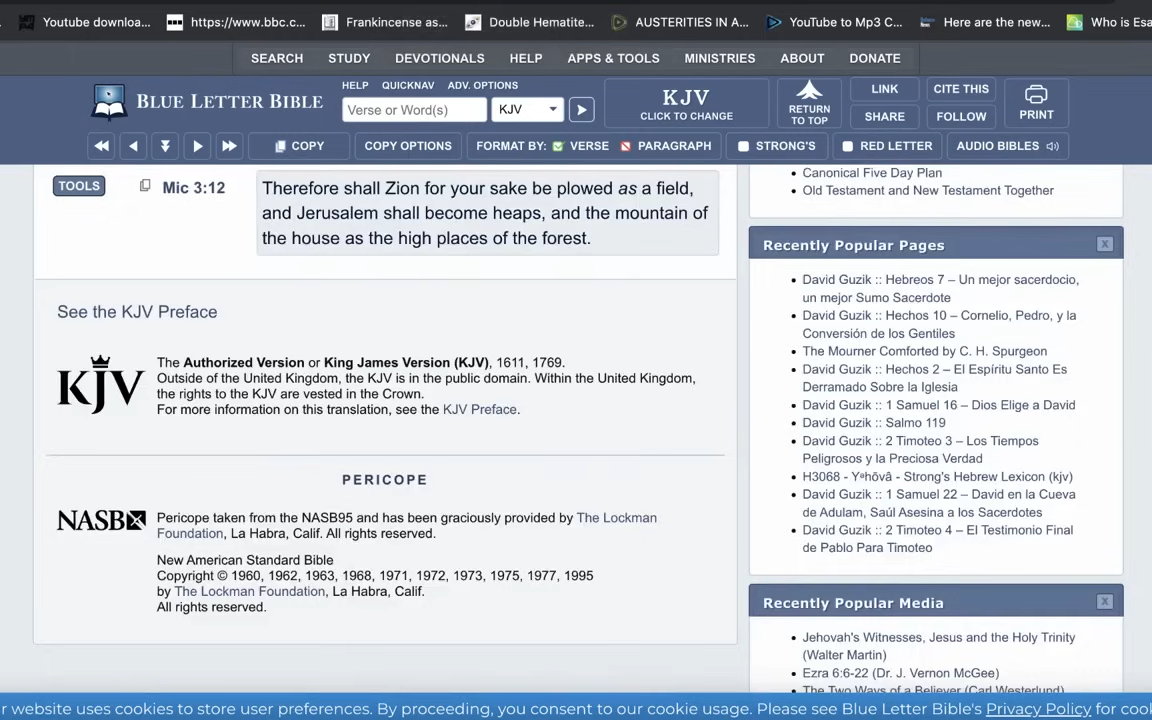 Youtube downloa... https://www.bbc.c... Frankincense as... Double Hematite... AUSTERITIES IN A... YouTube to Mp3 C... Here are the new... Who is Esa
SEARCH STUDY DEVOTIONALS HELP APPS & TOOLS MINISTRIES ABOUT DONATE
HELP QUICKNAV ADV. OPTIONS
BLUE LETTER BIBLE
Verse or Word(s) KJV
KJV
CLICK TO CHANGE
RETURN
TO TOP
LINK CITE THIS
SHARE FOLLOW
PRINT
COPY COPY OPTIONS FORMAT BY: VERSE PARAGRAPH STRONG'S RED LETTER AUDIO BIBLES
TOOLS Mic 3:12 Therefore shall Zion for your sake be plowed as a field,
and Jerusalem shall become heaps, and the mountain of
the house as the high places of the forest.
See the KJV Preface
KJV
The Authorized Version or King James Version (KJV), 1611, 1769.
Outside of the United Kingdom, the KJV is in the public domain. Within the United Kingdom,
the rights to the KJV are vested in the Crown.
For more information on this translation, see the KJV Preface.
PERICOPE
NASB
Pericope taken from the NASB95 and has been graciously provided by The Lockman
Foundation, La Habra, Calif. All rights reserved.
New American Standard Bible
Copyright © 1960, 1962, 1963, 1968, 1971, 1972, 1973, 1975, 1977, 1995
by The Lockman Foundation, La Habra, Calif.
All rights reserved.
Canonical Five Day Plan
Old Testament and New Testament Together
Recently Popular Pages X
David Guzik :: Hebreos 7 – Un mejor sacerdocio,
un mejor Sumo Sacerdote
David Guzik :: Hechos 10 – Cornelio, Pedro, y la
Conversión de los Gentiles
The Mourner Comforted by C. H. Spurgeon
David Guzik :: Hechos 2 – El Espíritu Santo Es
Derramado Sobre la Iglesia
David Guzik :: 1 Samuel 16 – Dios Elige a David
David Guzik :: Salmo 119
David Guzik :: 2 Timoteo 3 – Los Tiempos
Peligrosos y la Preciosa Verdad
H3068 - Yᵊhōvâ - Strong's Hebrew Lexicon (kjv)
David Guzik :: 1 Samuel 22 – David en la Cueva
de Adulam, Saúl Asesina a los Sacerdotes
David Guzik :: 2 Timoteo 4 – El Testimonio Final
de Pablo Para Timoteo
Recently Popular Media X
Jehovah's Witnesses, Jesus and the Holy Trinity
(Walter Martin)
Ezra 6:6-22 (Dr. J. Vernon McGee)
The Two Ways of a Believer (Carl Westerlund)
r website uses cookies to store user preferences. By proceeding, you consent to our cookie usage. Please see Blue Letter Bible's Privacy Policy for cook